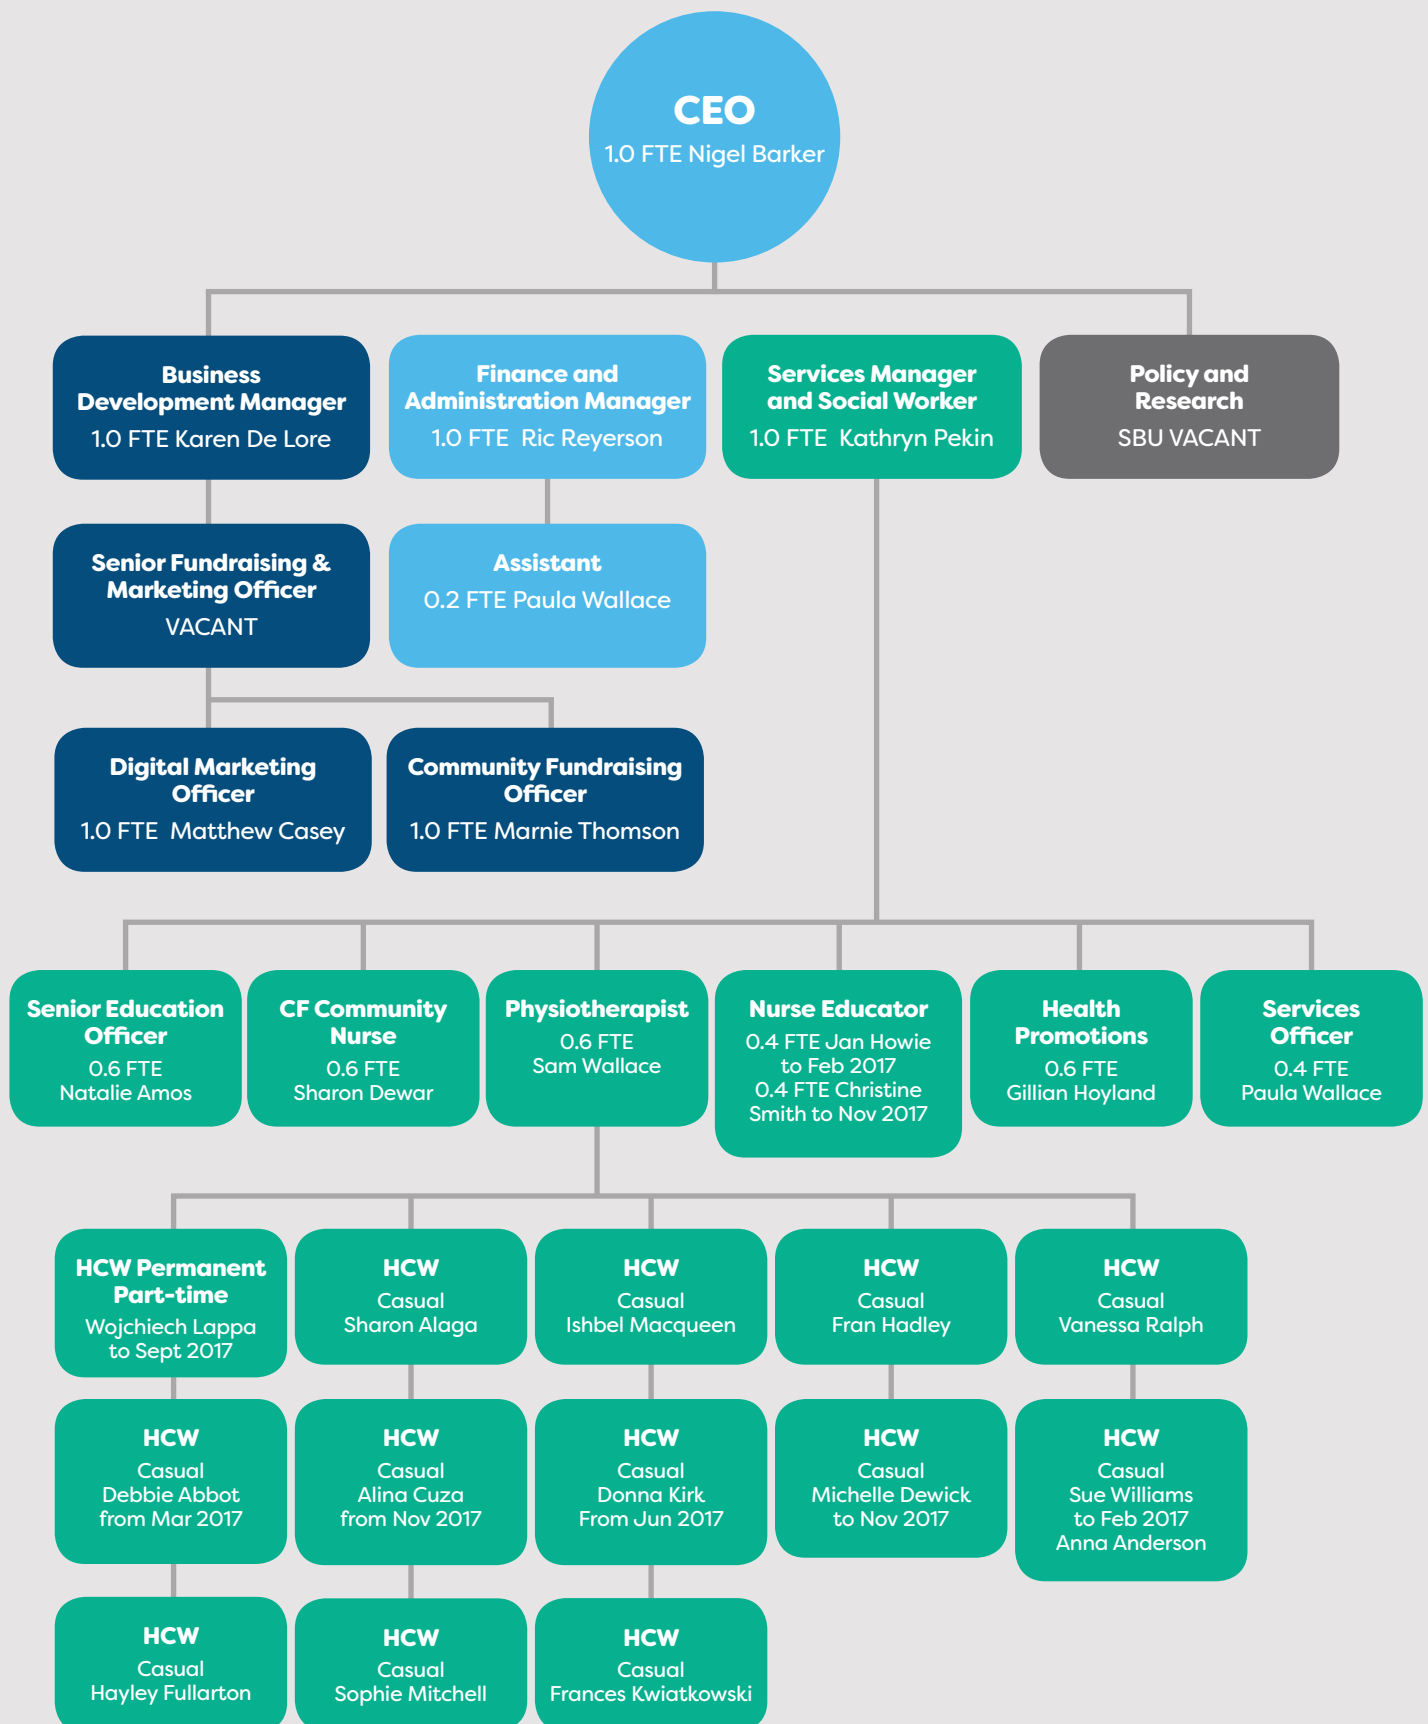 CEO
1.0 FTE Nigel Barker
Business
Development Manager
1.0 FTE Karen De Lore
Finance and
Administration Manager
1.0 FTE Ric Reyerson
Services Manager
and Social Worker
1.0 FTE Kathryn Pekin
Policy and
Research
SBU VACANT
Senior Fundraising &
Marketing Officer
VACANT
Assistant
0.2 FTE Paula Wallace
Digital Marketing
Officer
1.0 FTE Matthew Casey
Community Fundraising
Officer
1.0 FTE Marnie Thomson
Senior Education
Officer
0.6 FTE
Natalie Amos
CF Community
Nurse
0.6 FTE
Sharon Dewar
Physiotherapist
0.6 FTE
Sam Wallace
Nurse Educator
0.4 FTE Jan Howie
to Feb 2017
0.4 FTE Christine
Smith to Nov 2017
Health
Promotions
0.6 FTE
Gillian Hoyland
Services
Officer
0.4 FTE
Paula Wallace
HCW Permanent
Part-time
Wojchiech Lappa
to Sept 2017
HCW
Casual
Sharon Alaga
HCW
Casual
Ishbel Macqueen
HCW
Casual
Fran Hadley
HCW
Casual
Vanessa Ralph
HCW
Casual
Debbie Abbot
from Mar 2017
HCW
Casual
Alina Cuza
from Nov 2017
HCW
Casual
Donna Kirk
From Jun 2017
HCW
Casual
Michelle Dewick
to Nov 2017
HCW
Casual
Sue Williams
to Feb 2017
Anna Anderson
HCW
Casual
Hayley Fullarton
HCW
Casual
Sophie Mitchell
HCW
Casual
Frances Kwiatkowski